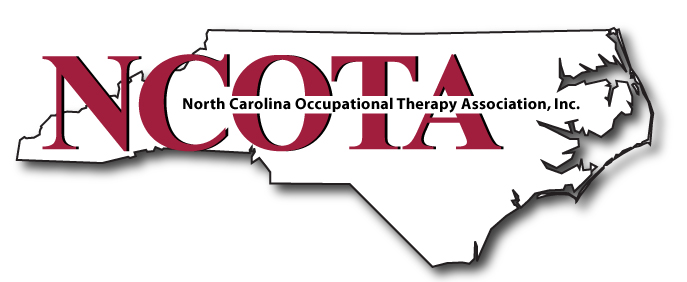 NCOTA
North Carolina Occupational Therapy Association, Inc.